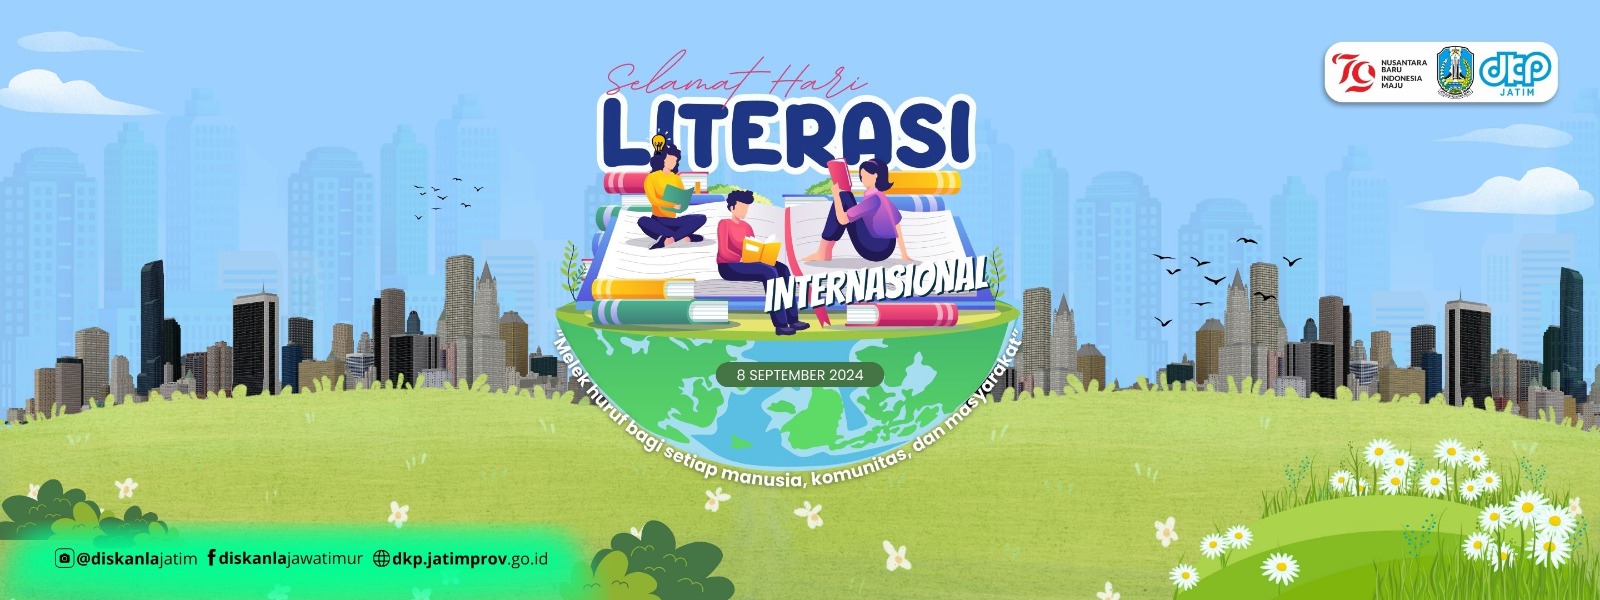 Selamat Hari
LITERASI
INTERNASIONAL
8 SEPTEMBER 2024
"Melek huruf bagi setiap manusia, komunitas, dan masyarakat"
79
NUSANTARA
BARU
INDONESIA
MAJU
dkp
JATIM
@diskanlajatim diskanlajawatimur dkp.jatimprov.go.id